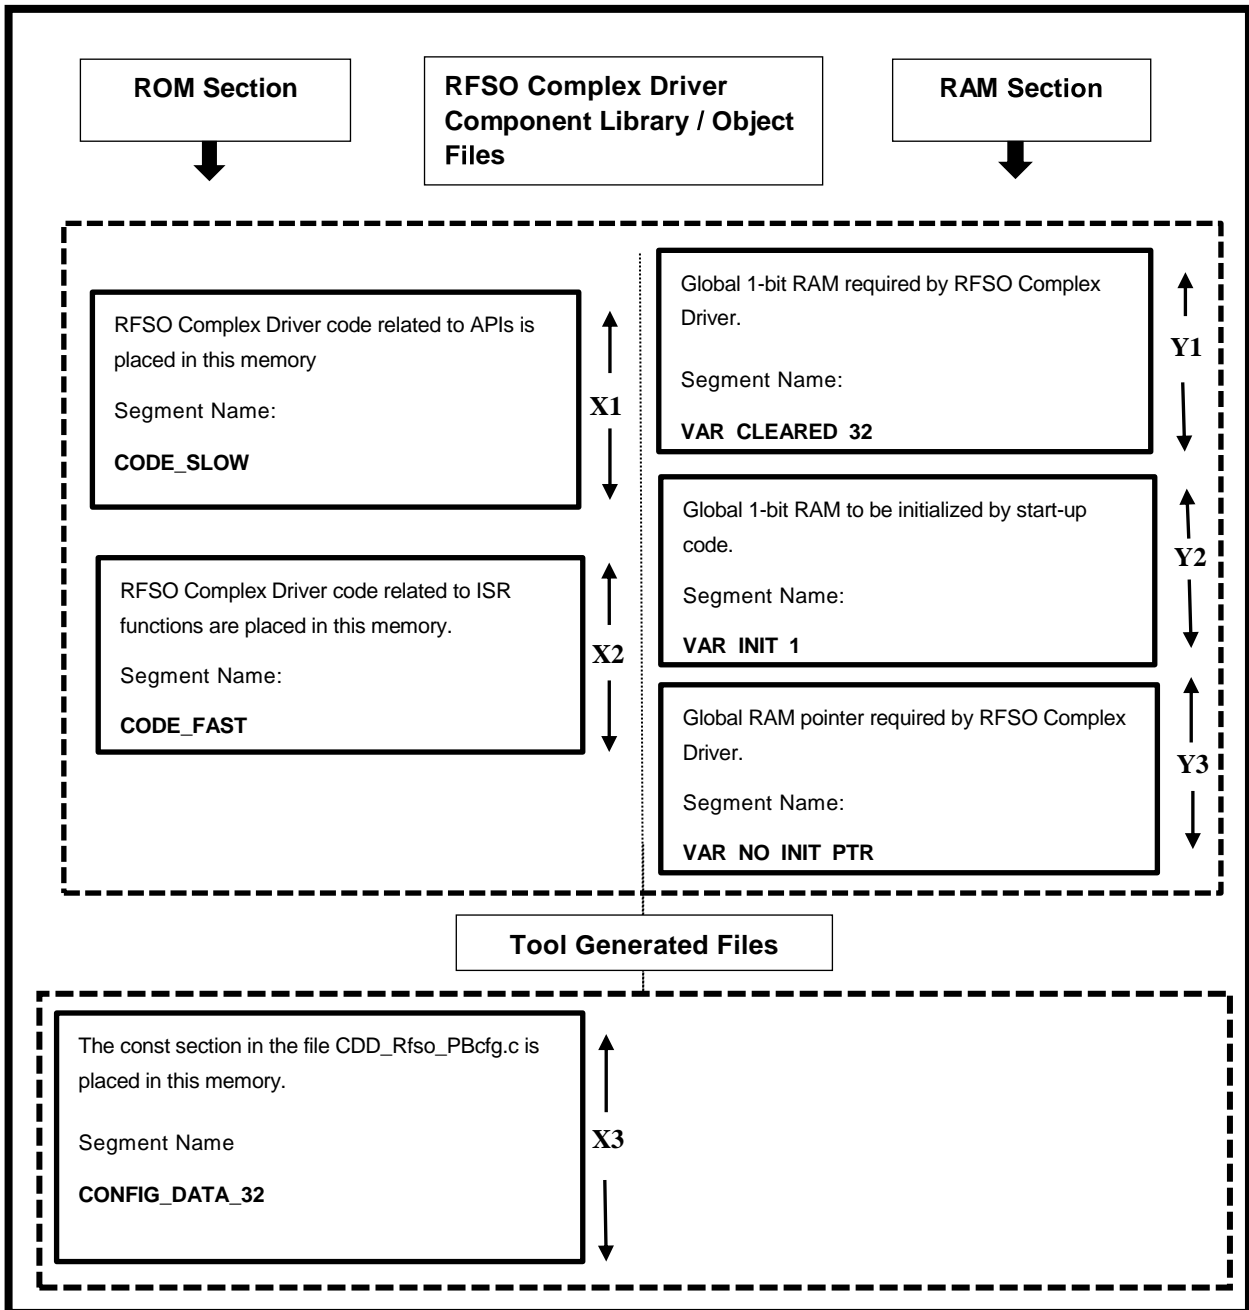 ROM Section
RFSO Complex Driver
Component Library / Object
Files
RAM Section
RFSO Complex Driver code related to APIs is
placed in this memory
Segment Name:
CODE_SLOW
X1
RFSO Complex Driver code related to ISR
functions are placed in this memory.
Segment Name:
CODE_FAST
X2
Global 1-bit RAM required by RFSO Complex
Driver.
Segment Name:
VAR CLEARED 32
Y1
Global 1-bit RAM to be initialized by start-up
code.
Segment Name:
VAR INIT 1
Y2
Global RAM pointer required by RFSO Complex
Driver.
Segment Name:
VAR NO INIT PTR
Y3
Tool Generated Files
The const section in the file CDD_Rfso_PBcfg.c is
placed in this memory.
Segment Name
CONFIG_DATA_32
X3